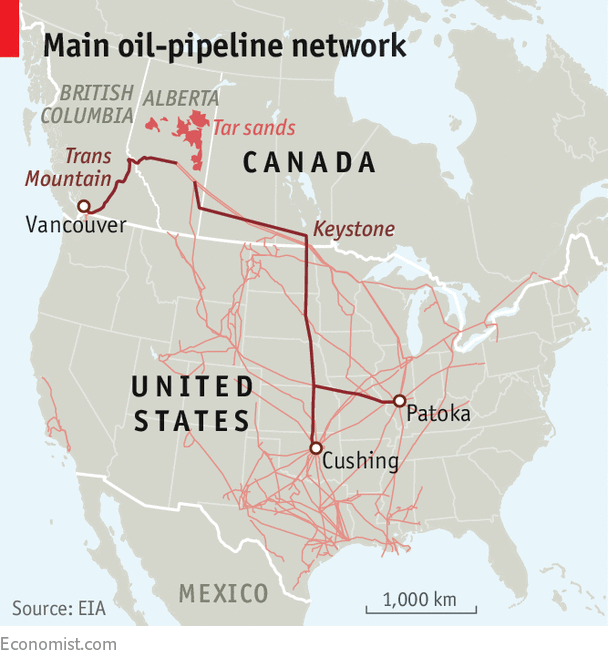 Main oil-pipeline network
BRITISH
COLUMBIA
ALBERTA
Tar sands
Trans
Mountain
CANADA
Vancouver
Keystone
UNITED
STATES
Patoka
Cushing
MEXICO
1,000 km
Source: EIA
Economist.com